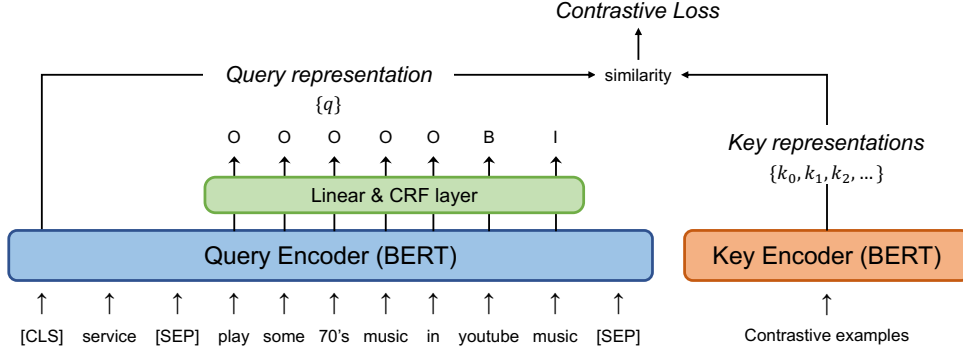 Contrastive Loss
Query representation
similarity
{q}
O O O O O B I
Key representations
{k₀, k₁, k₂, … }
Linear & CRF layer
Query Encoder (BERT)
Key Encoder (BERT)
[CLS] service [SEP] play some 70's music in youtube music [SEP]
Contrastive examples